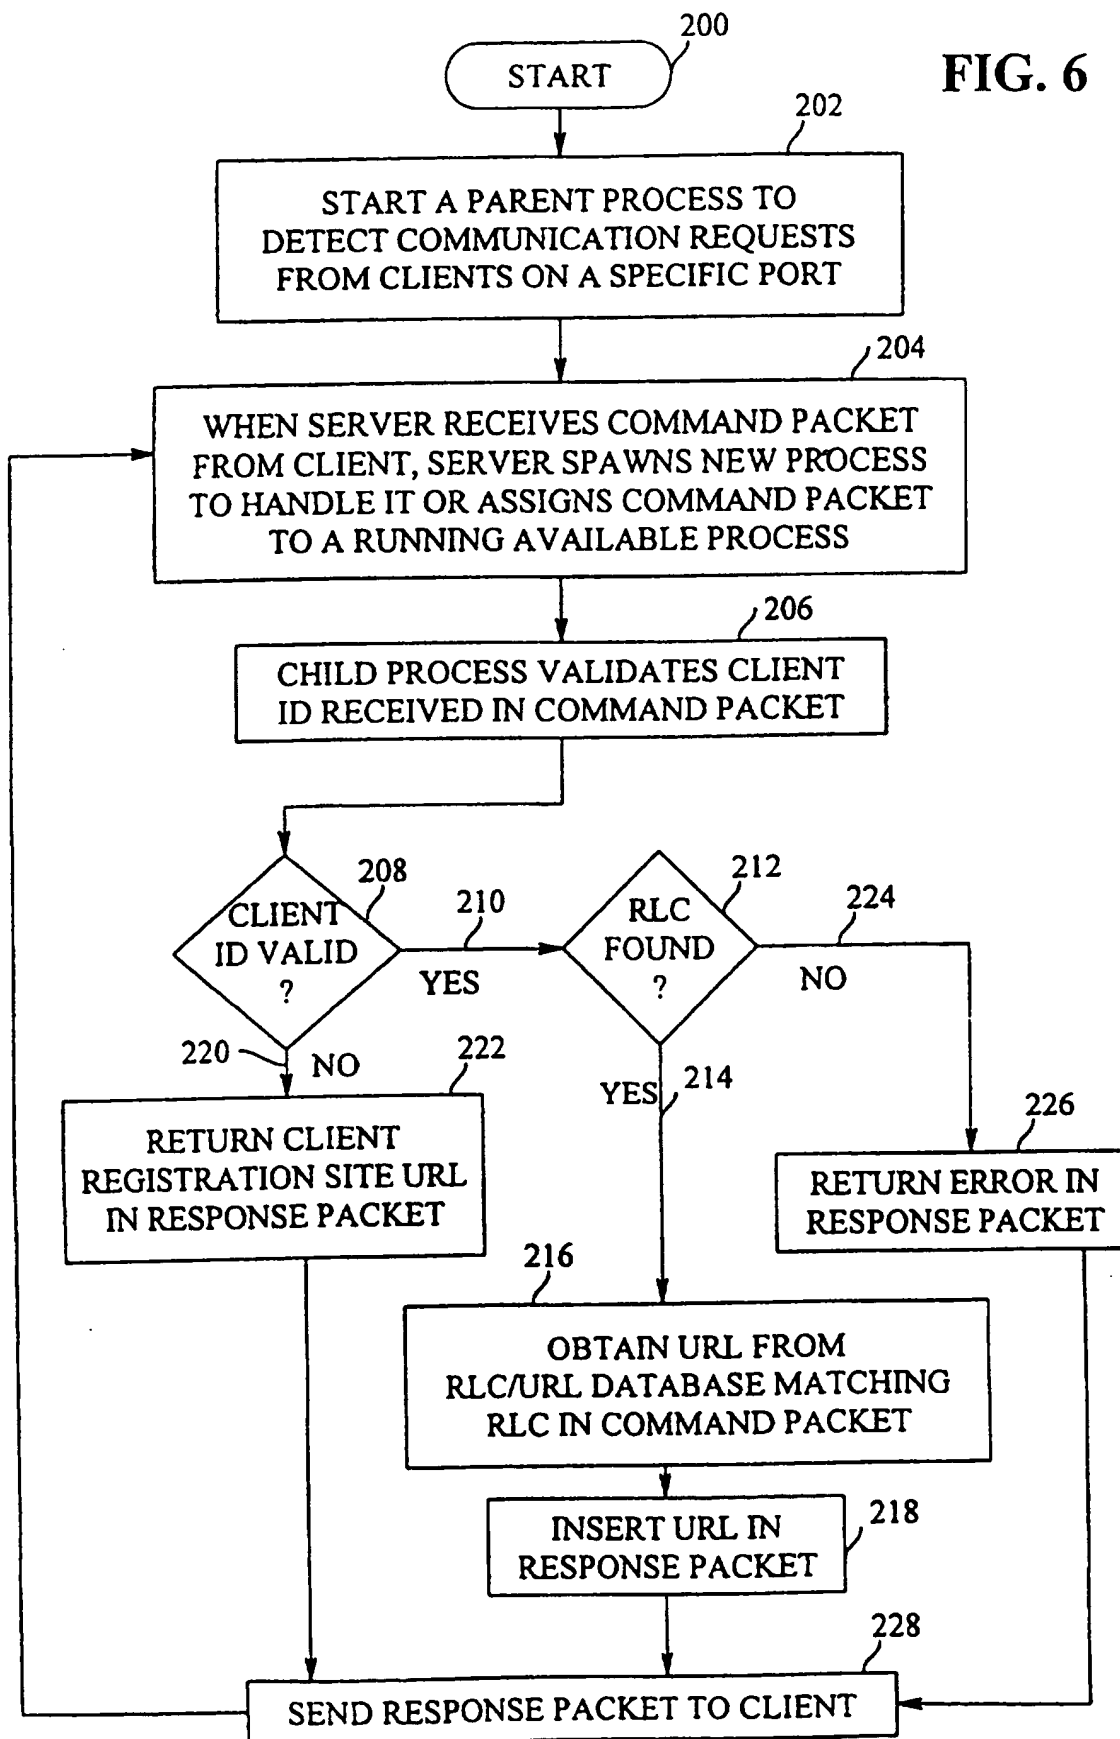 200
START
FIG. 6
202
START A PARENT PROCESS TO
DETECT COMMUNICATION REQUESTS
FROM CLIENTS ON A SPECIFIC PORT
204
WHEN SERVER RECEIVES COMMAND PACKET
FROM CLIENT, SERVER SPAWNS NEW PROCESS
TO HANDLE IT OR ASSIGNS COMMAND PACKET
TO A RUNNING AVAILABLE PROCESS
206
CHILD PROCESS VALIDATES CLIENT
ID RECEIVED IN COMMAND PACKET
208
CLIENT
ID VALID
?
210
YES
212
RLC
FOUND
?
224
NO
220
NO
222
RETURN CLIENT
REGISTRATION SITE URL
IN RESPONSE PACKET
YES
214
226
RETURN ERROR IN
RESPONSE PACKET
216
OBTAIN URL FROM
RLC/URL DATABASE MATCHING
RLC IN COMMAND PACKET
218
INSERT URL IN
RESPONSE PACKET
228
SEND RESPONSE PACKET TO CLIENT